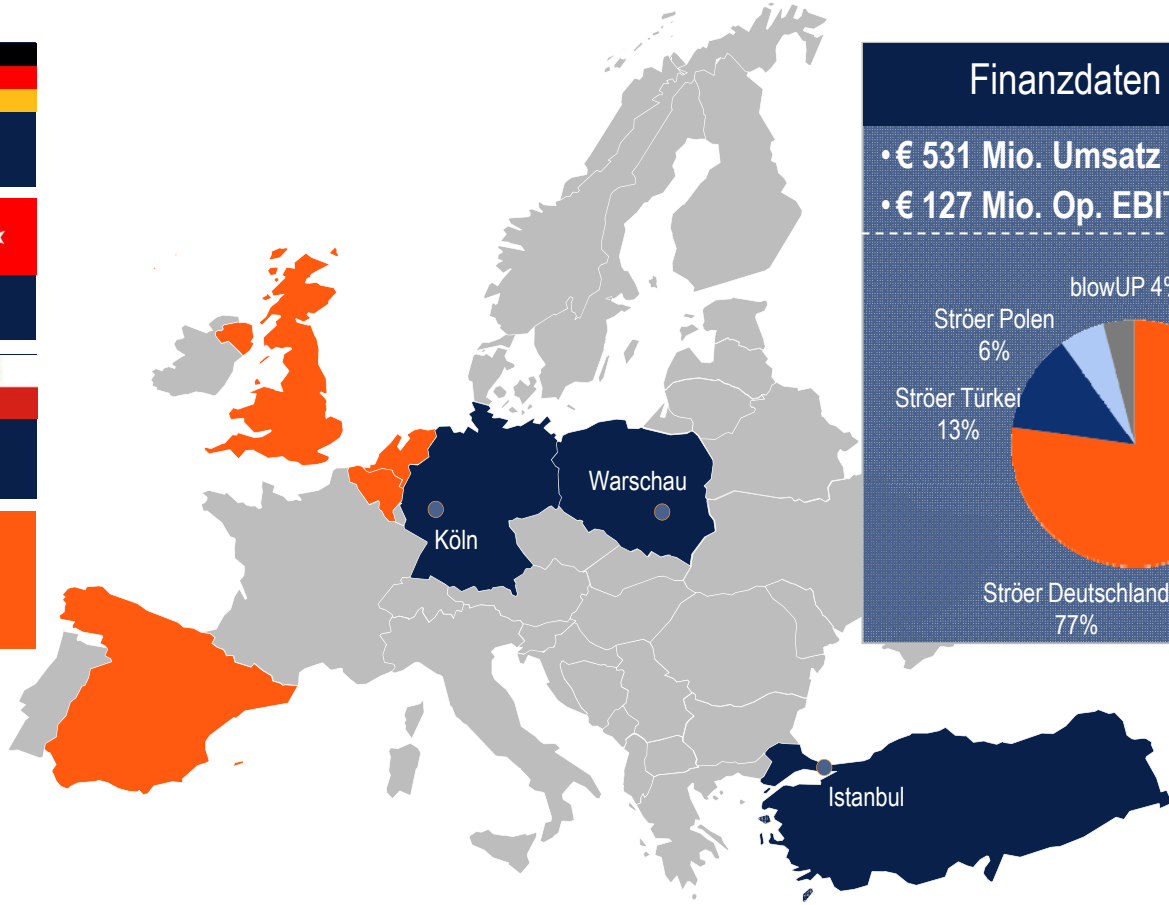 Finanzdaten
• € 531 Mio. Umsatz
• € 127 Mio. Op. EBIT
blowUP 4%
Ströer Polen
6%
Ströer Türkei
13%
Ströer Deutschland
77%
Warschau
Köln
Istanbul